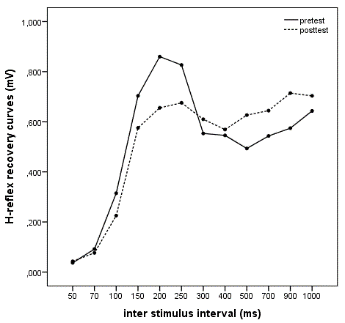 pretest
posttest
1,000
,800
,600
,400
,200
,000
H-reflex recovery curves (mV)
50 70 100 150 200 250 300 400 500 700 900 1000
inter stimulus interval (ms)